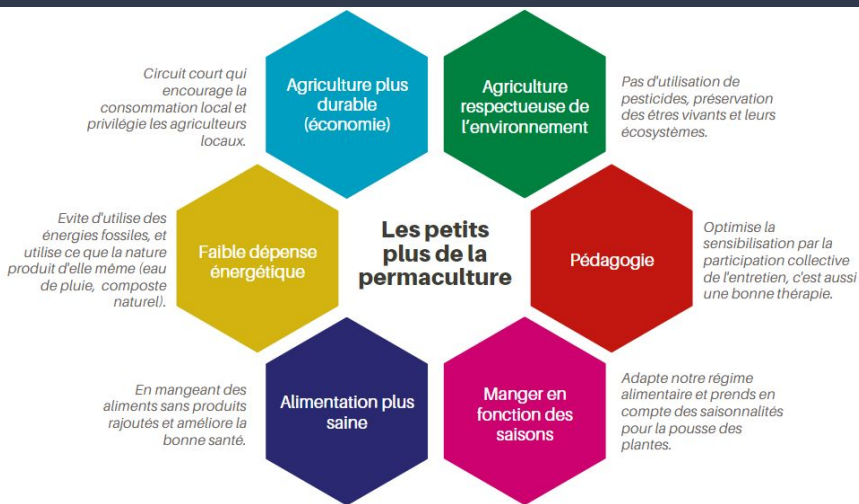 Circuit court qui
encourage la
consommation local et
privilégie les agriculteurs
locaux.
Agriculture plus
durable
(économie)
Agriculture
respectueuse de
l'environnement
Pas d'utilisation de
pesticides, préservation
des êtres vivants et leurs
écosystèmes.
Evite d'utilise des
énergies fossiles, et
utilise ce que la nature
produit d'elle même (eau
de pluie, composte
naturel).
Faible dépense
énergétique
Les petits
plus de la
permaculture
Pédagogie
Optimise la
sensibilisation par la
participation collective
de l'entretien, c'est aussi
une bonne thérapie.
En mangeant des
aliments sans produits
rajoutés et améliore la
bonne santé.
Alimentation plus
saine
Manger en
fonction des
saisons
Adapte notre régime
alimentaire et prends en
compte des saisonnalités
pour la pousse des
plantes.